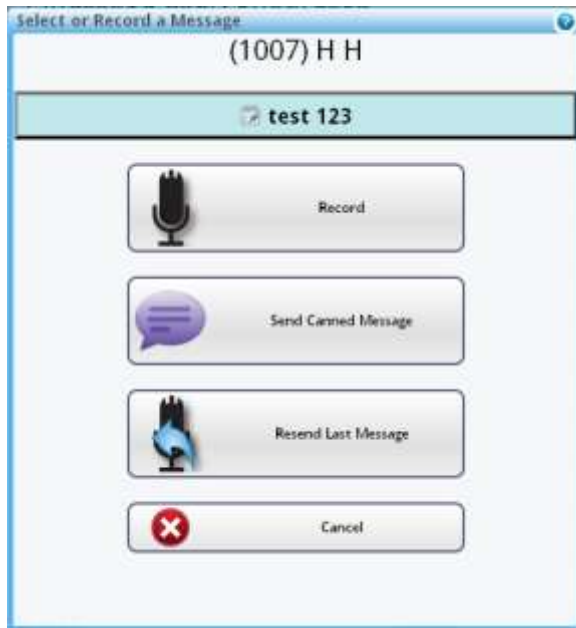 Select or Record a Message
(1007) H H
test 123
Record
Send Canned Message
Resend Last Message
Cancel